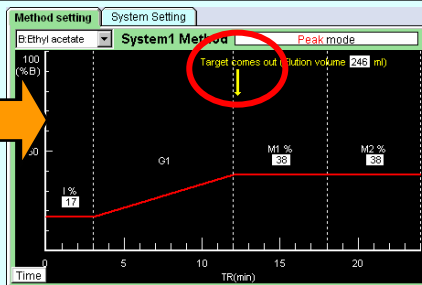 Method setting System Setting
B:Ethyl acetate System1 Method Peak mode
100
(%B)
Target comes out (Elution volume 246 ml)
50
G1
M1 %
38
M2 %
38
I %
17
0 5 10 15 20
Time
TR(min)